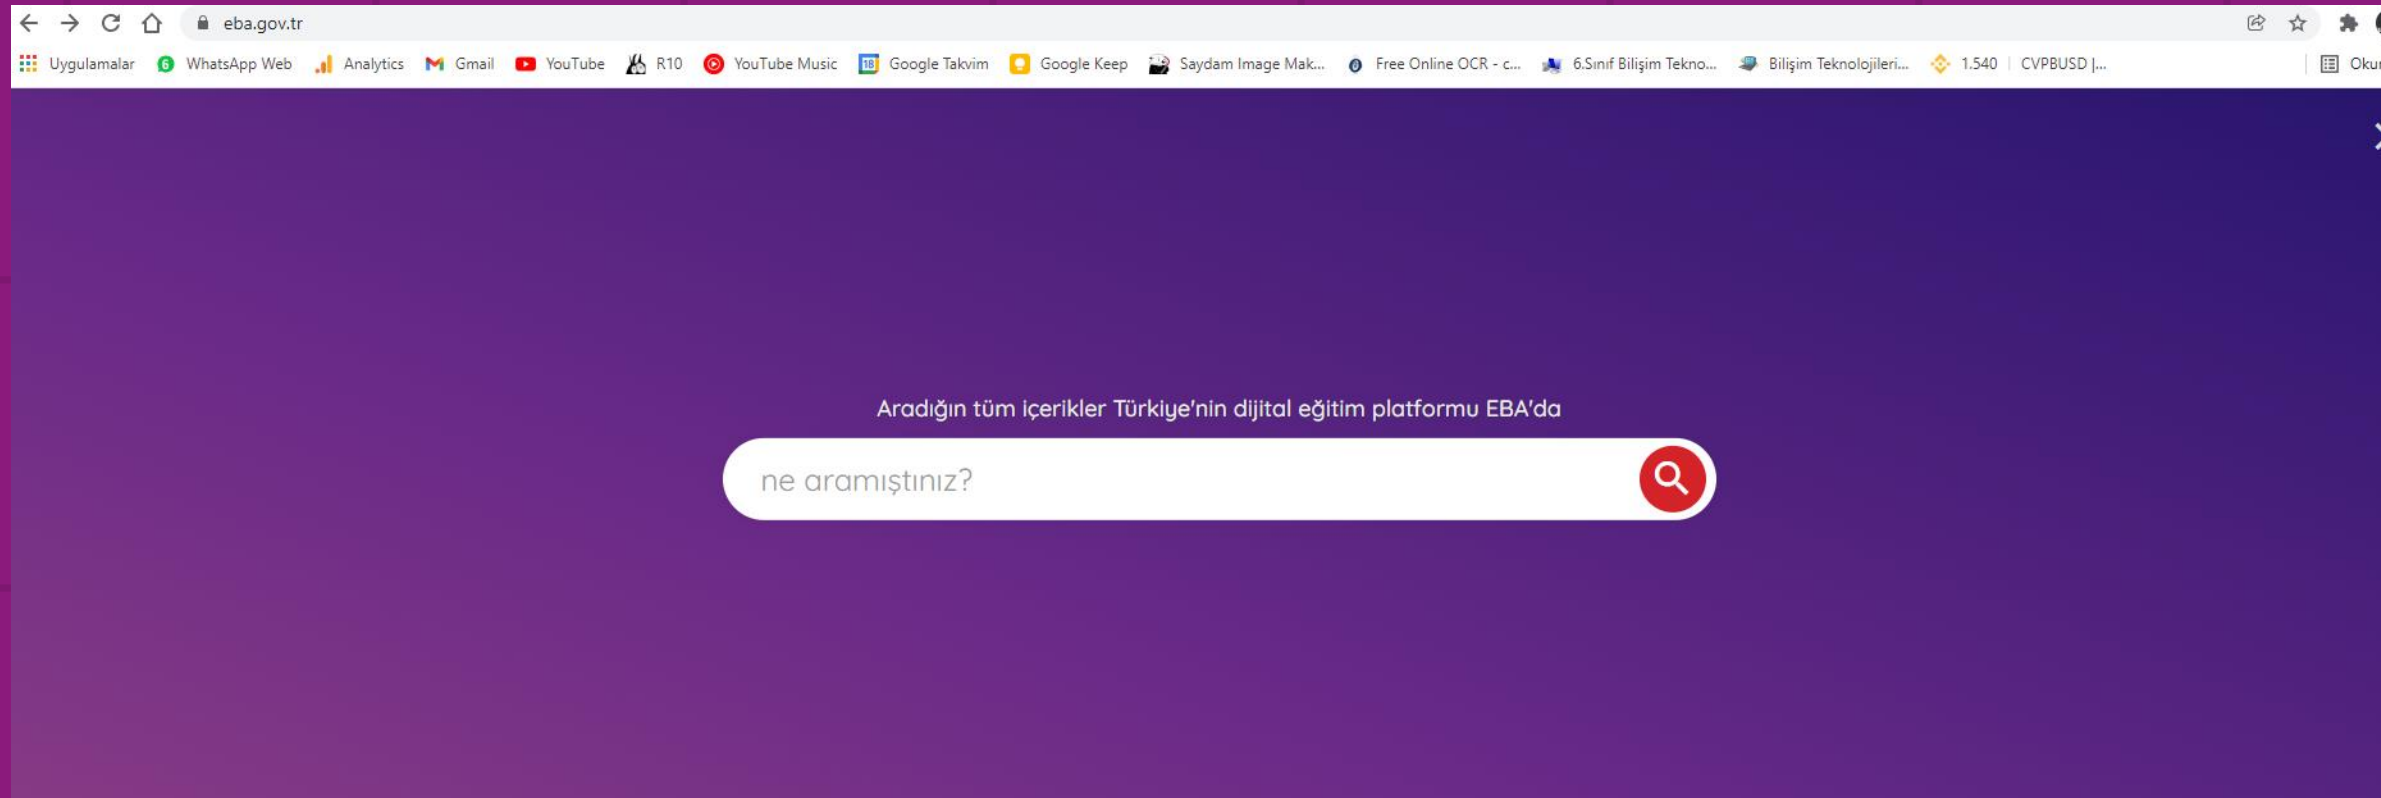 eba.gov.tr
Uygulamalar WhatsApp Web Analytics Gmail YouTube R10 YouTube Music 18 Google Takvim Google Keep Saydam Image Mak... Free Online OCR - c... 6.Sınıf Bilişim Tekno... Bilişim Teknolojileri... 1.540 | CVPBUSD |...
Aradığın tüm içerikler Türkiye'nin dijital eğitim platformu EBA'da
ne aramıştınız?